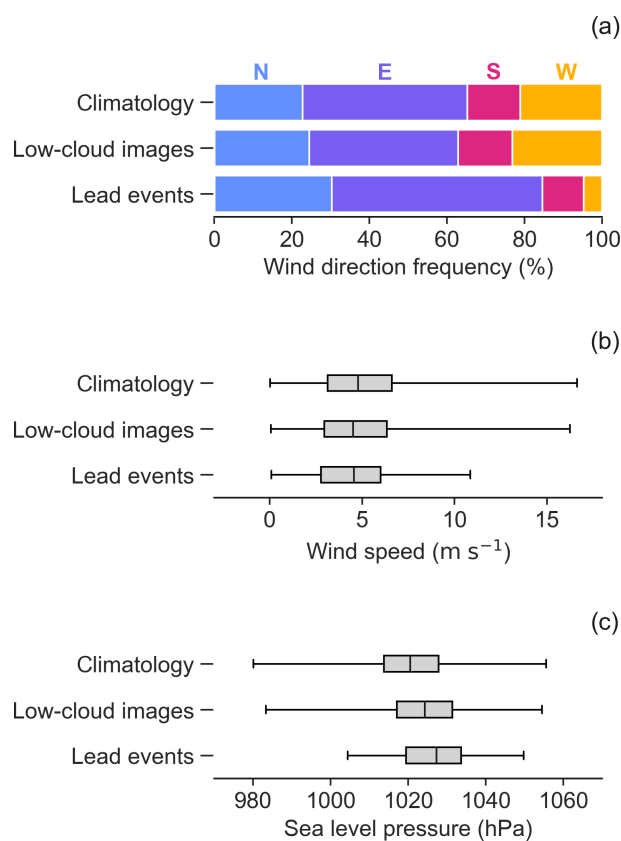 (a)
N E S W
Climatology
Low-cloud images
Lead events
0 20 40 60 80 100
Wind direction frequency (%)
(b)
Climatology
Low-cloud images
Lead events
0 5 10 15
Wind speed (m s⁻¹)
(c)
Climatology
Low-cloud images
Lead events
980 1000 1020 1040 1060
Sea level pressure (hPa)